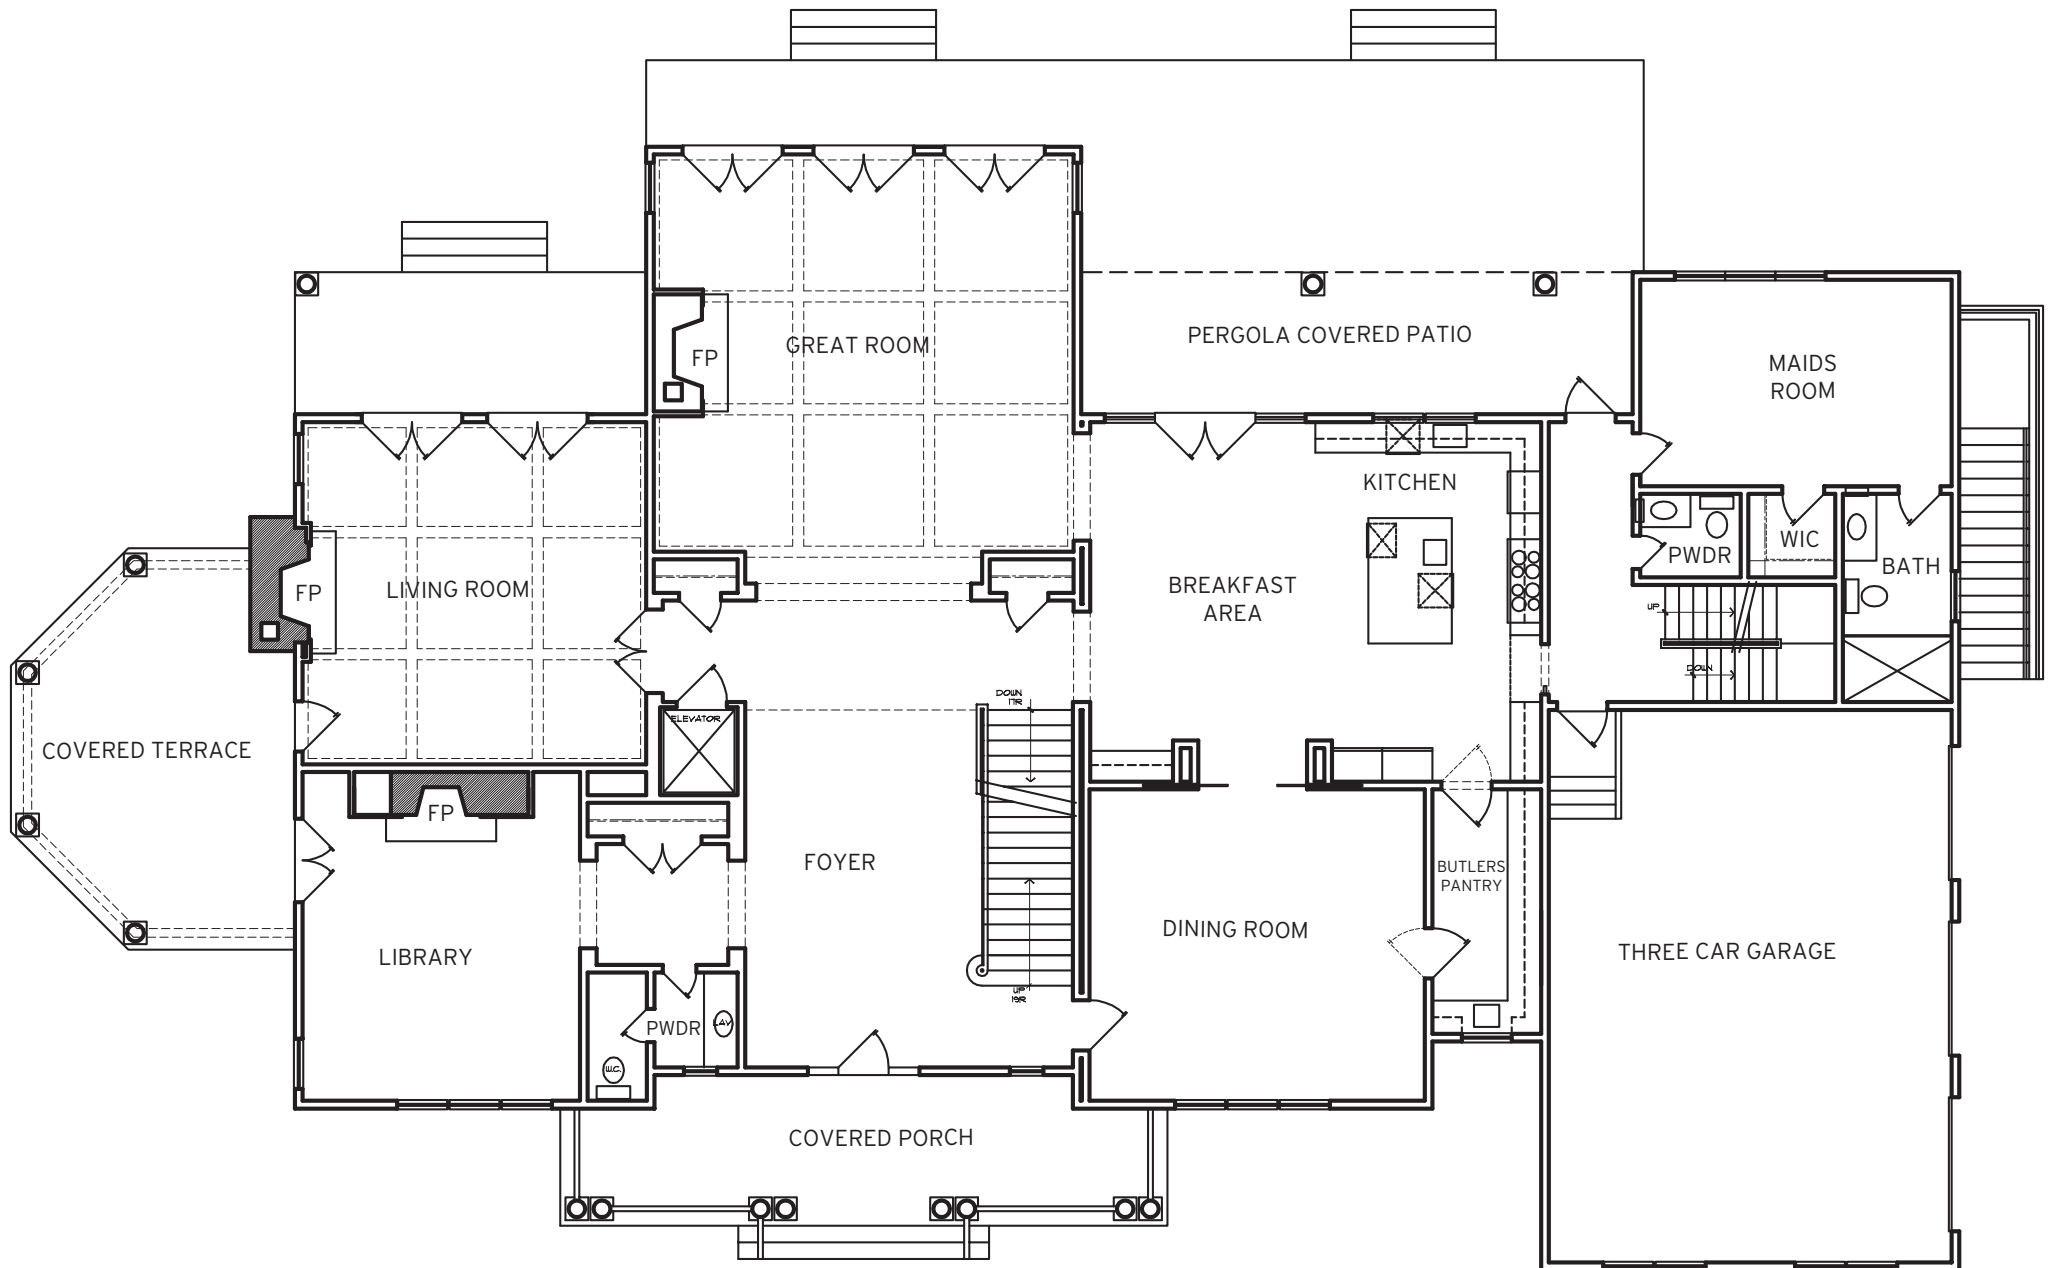 GREAT ROOM
FP
PERGOLA COVERED PATIO
MAIDS
ROOM
KITCHEN
LIVING ROOM
FP
BREAKFAST
AREA
PWDR
WIC
BATH
UP
DOWN
COVERED TERRACE
ELEVATOR
DOWN
17R
FP
FOYER
BUTLERS
PANTRY
LIBRARY
DINING ROOM
THREE CAR GARAGE
UP
19R
PWDR
LAV
W.C.
COVERED PORCH